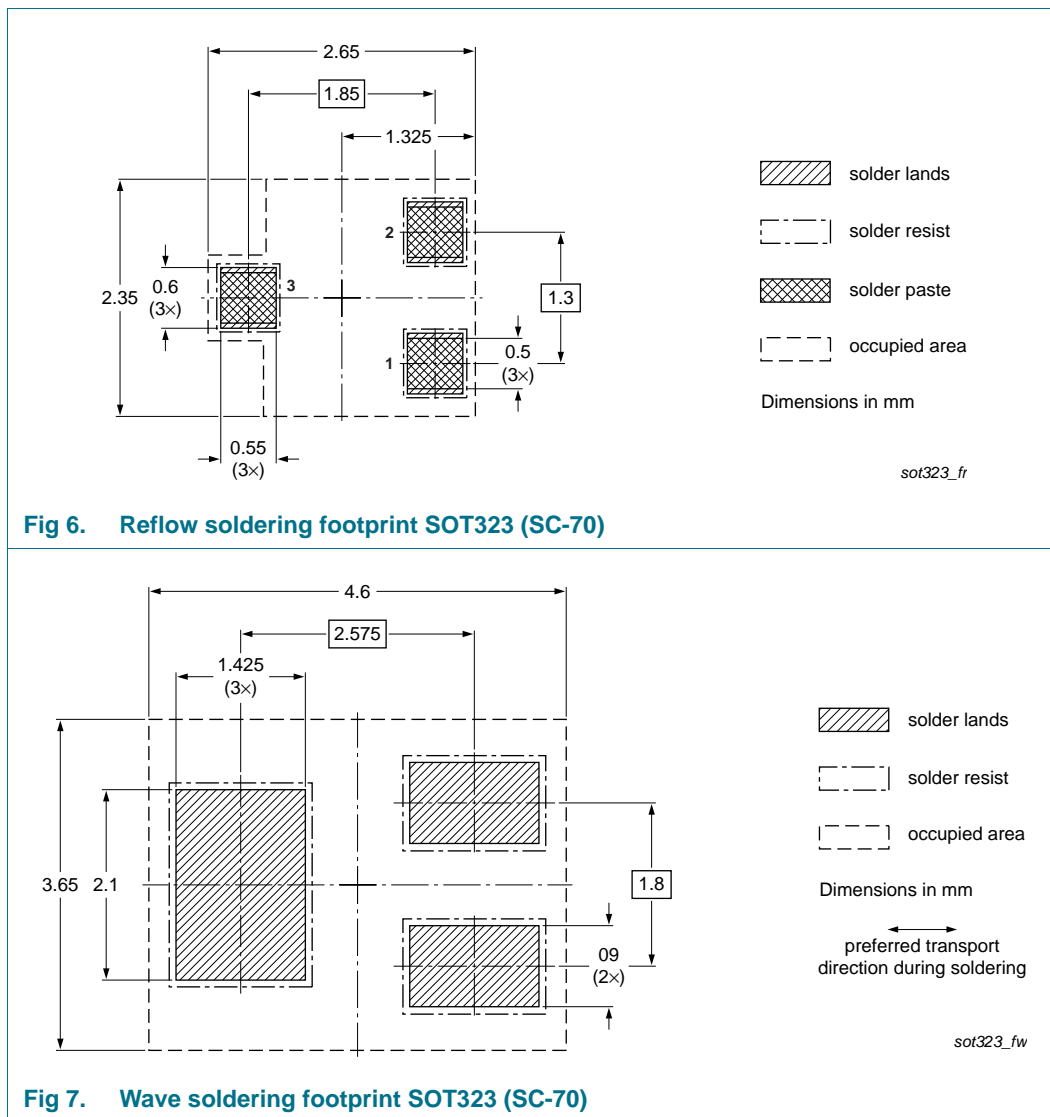 2.65
1.85
1.325
solder lands
solder resist
2
0.6
(3×)
3
2.35
1.3
solder paste
0.5
(3×)
1
occupied area
Dimensions in mm
0.55
(3×)
sot323_fr
Fig 6. Reflow soldering footprint SOT323 (SC-70)
4.6
2.575
1.425
(3×)
solder lands
solder resist
occupied area
3.65
2.1
1.8
Dimensions in mm
09
(2×)
preferred transport
direction during soldering
sot323_fw
Fig 7. Wave soldering footprint SOT323 (SC-70)